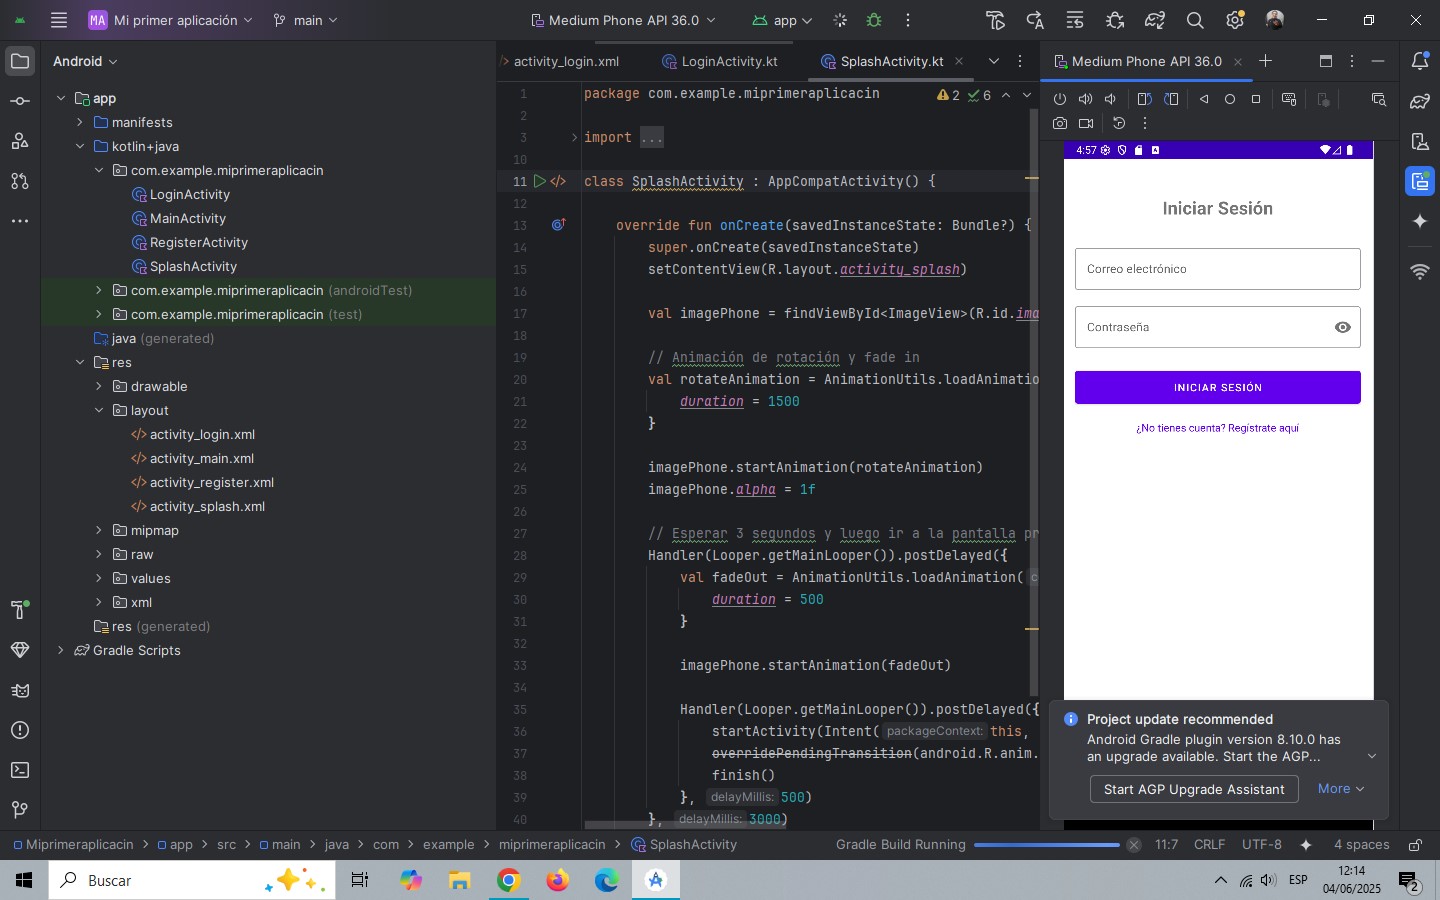 MA Mi primer aplicación
main
Medium Phone API 36.0
app
Android
app
manifests
kotlin+java
com.example.miprimeraplicacin
LoginActivity
MainActivity
RegisterActivity
SplashActivity
com.example.miprimeraplicacin (androidTest)
com.example.miprimeraplicacin (test)
java (generated)
res
drawable
layout
activity_login.xml
activity_main.xml
activity_register.xml
activity_splash.xml
mipmap
raw
values
xml
res (generated)
Gradle Scripts
activity_login.xml
LoginActivity.kt
SplashActivity.kt
2 6
1 package com.example.miprimeraplicacin
2
3 import ...
10
11 class SplashActivity : AppCompatActivity() {
12
13 override fun onCreate(savedInstanceState: Bundle?) {
14 super.onCreate(savedInstanceState)
15 setContentView(R.layout.activity_splash)
16
17 val imagePhone = findViewById<ImageView>(R.id.ima
18
19 // Animación de rotación y fade in
20 val rotateAnimation = AnimationUtils.loadAnimatio
21 duration = 1500
22 }
23
24 imagePhone.startAnimation(rotateAnimation)
25 imagePhone.alpha = 1f
26
27 // Esperar 3 segundos y luego ir a la pantalla pr
28 Handler(Looper.getMainLooper()).postDelayed({
29 val fadeOut = AnimationUtils.loadAnimation( c
30 duration = 500
31 }
32
33 imagePhone.startAnimation(fadeOut)
34
35 Handler(Looper.getMainLooper()).postDelayed({
36 startActivity(Intent( packageContext: this,
37 overridePendingTransition(android.R.anim.
38 finish()
39 }, delayMillis: 500)
40 }, delayMillis: 3000)
Medium Phone API 36.0
4:57
Iniciar Sesión
Correo electrónico
Contraseña
INICIAR SESIÓN
¿No tienes cuenta? Regístrate aquí
Project update recommended
Android Gradle plugin version 8.10.0 has
an upgrade available. Start the AGP...
Start AGP Upgrade Assistant
More
Miprimeraplicacin > app > src > main > java > com > example > miprimeraplicacin > SplashActivity
Gradle Build Running
11:7
CRLF
UTF-8
4 spaces
Buscar
ESP
12:14
04/06/2025
2